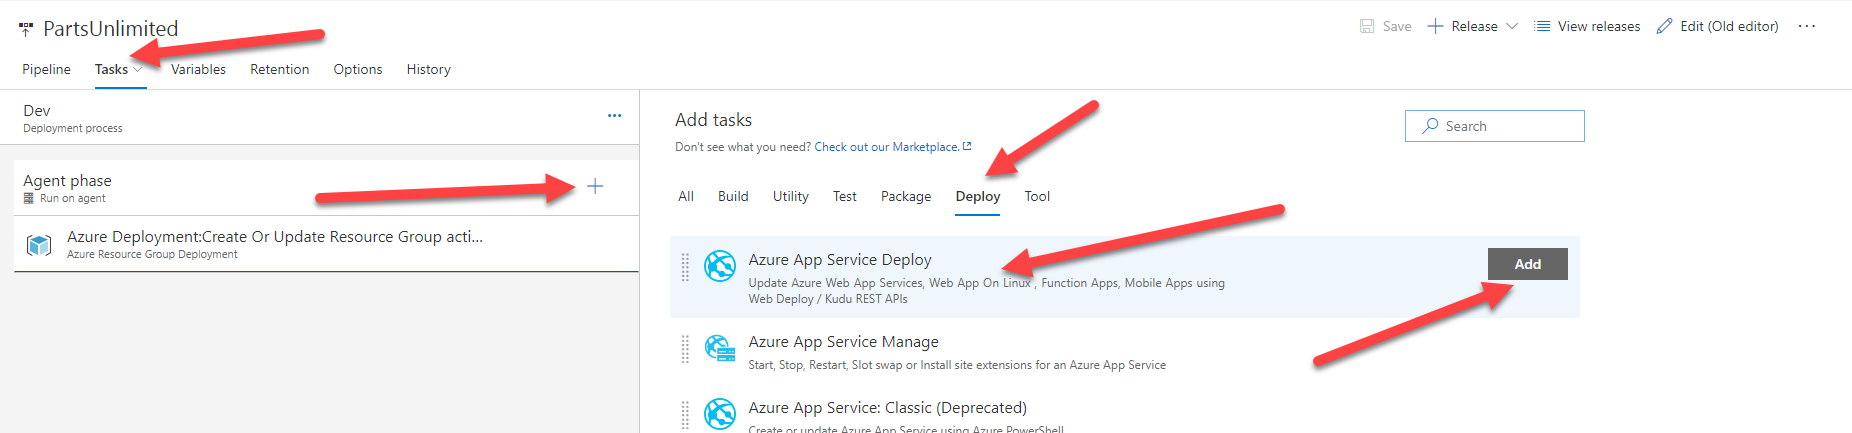 PartsUnlimited
Save Release View releases Edit (Old editor) ...
Pipeline Tasks Variables Retention Options History
Dev
Deployment process
...
Agent phase
Run on agent
Azure Deployment:Create Or Update Resource Group acti...
Azure Resource Group Deployment
Add tasks
Search
Don't see what you need? Check out our Marketplace.
All Build Utility Test Package Deploy Tool
Azure App Service Deploy
Update Azure Web App Services, Web App On Linux , Function Apps, Mobile Apps using
Web Deploy / Kudu REST APIs
Add
Azure App Service Manage
Start, Stop, Restart, Slot swap or Install site extensions for an Azure App Service
Azure App Service: Classic (Deprecated)
Create or update Azure App Service using Azure PowerShell